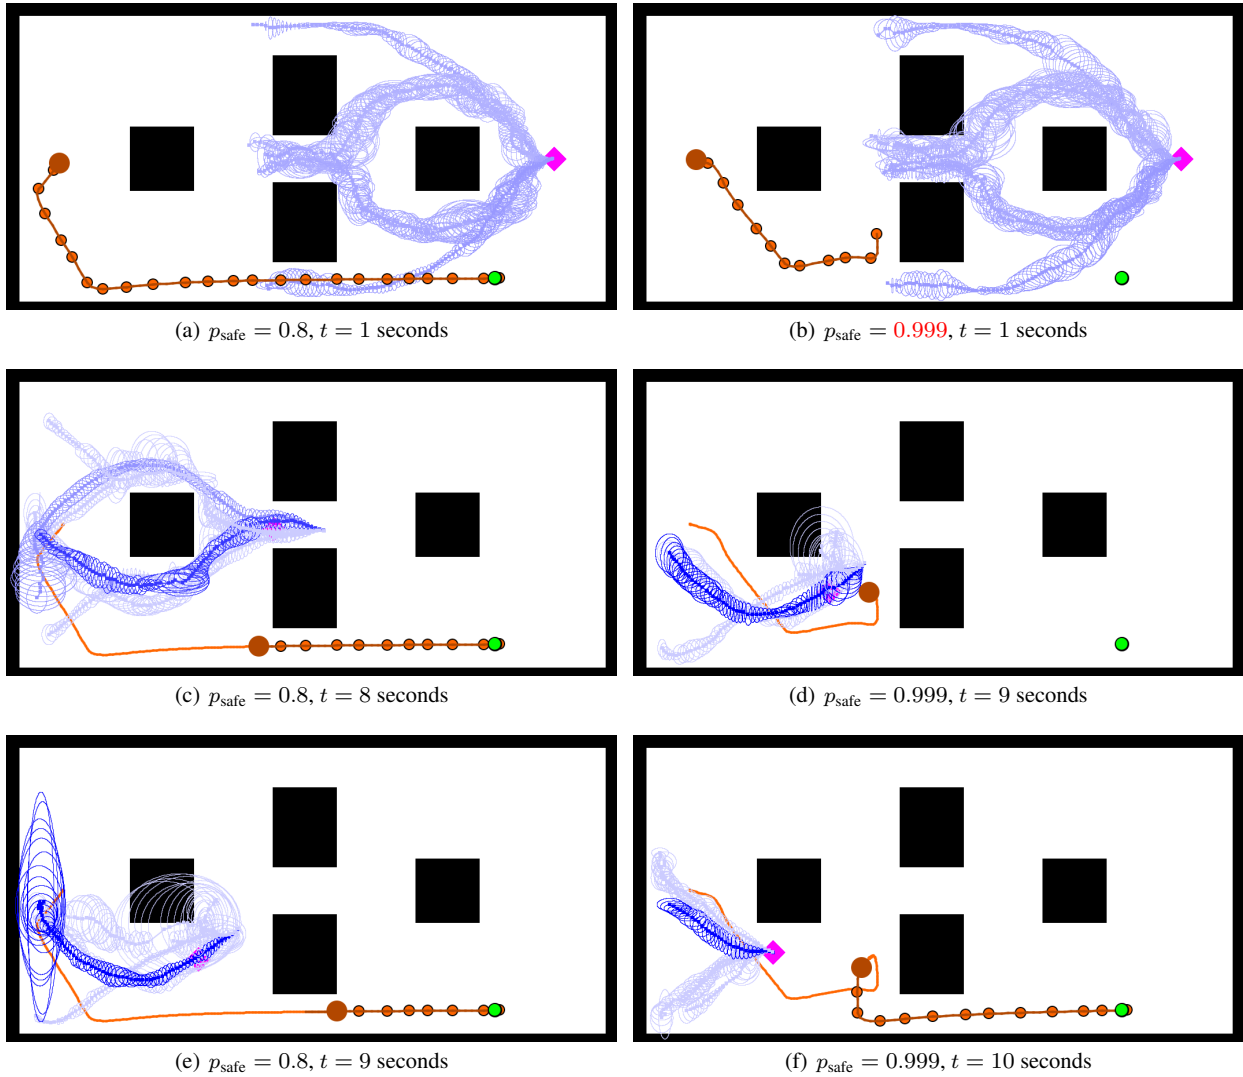 (a) p_safe = 0.8, t = 1 seconds
(b) p_safe = 0.999, t = 1 seconds
(c) p_safe = 0.8, t = 8 seconds
(d) p_safe = 0.999, t = 9 seconds
(e) p_safe = 0.8, t = 9 seconds
(f) p_safe = 0.999, t = 10 seconds